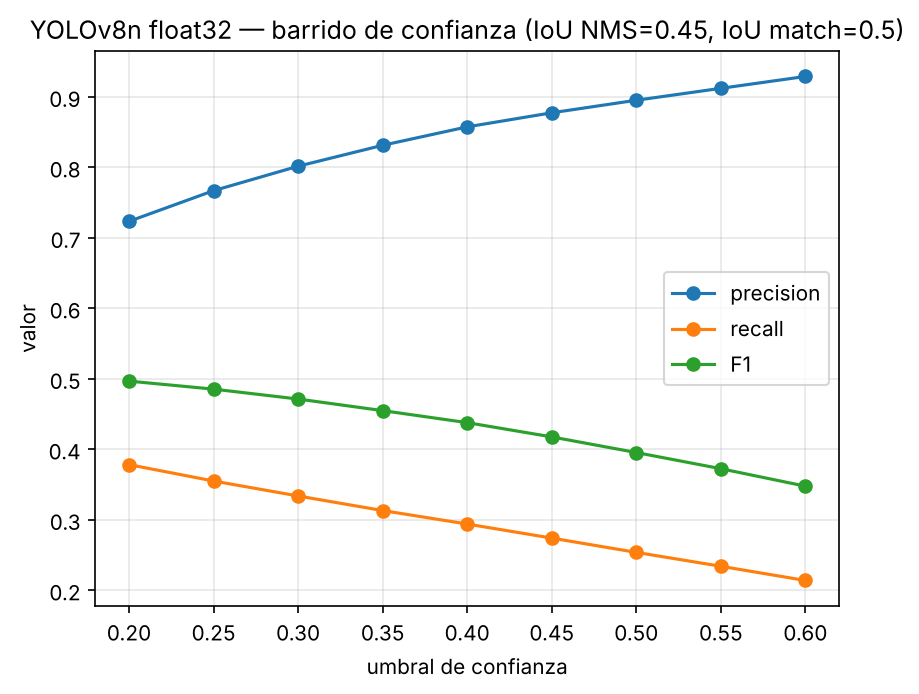 YOLOv8n float32 — barrido de confianza (IoU NMS=0.45, IoU match=0.5)
0.9
0.8
0.7
0.6
0.5
0.4
0.3
0.2
valor
precision
recall
F1
0.20 0.25 0.30 0.35 0.40 0.45 0.50 0.55 0.60
umbral de confianza